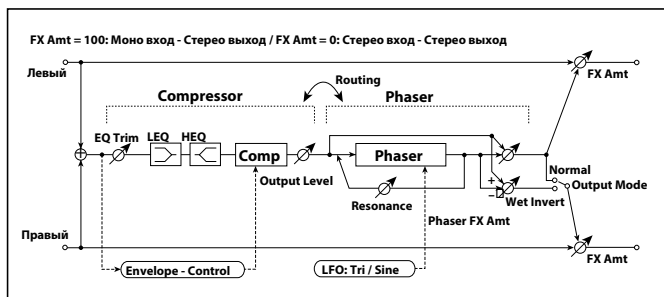 FX Amt = 100: Моно вход - Стерео выход / FX Amt = 0: Стерео вход - Стерео выход
Левый
FX Amt
Routing
Compressor
Phaser
EQ Trim
LEQ
HEQ
Comp
Phaser
Normal
Output Level
Output Mode
+
–
Resonance
Wet Invert
Phaser FX Amt
Правый
FX Amt
Envelope - Control
LFO: Tri / Sine